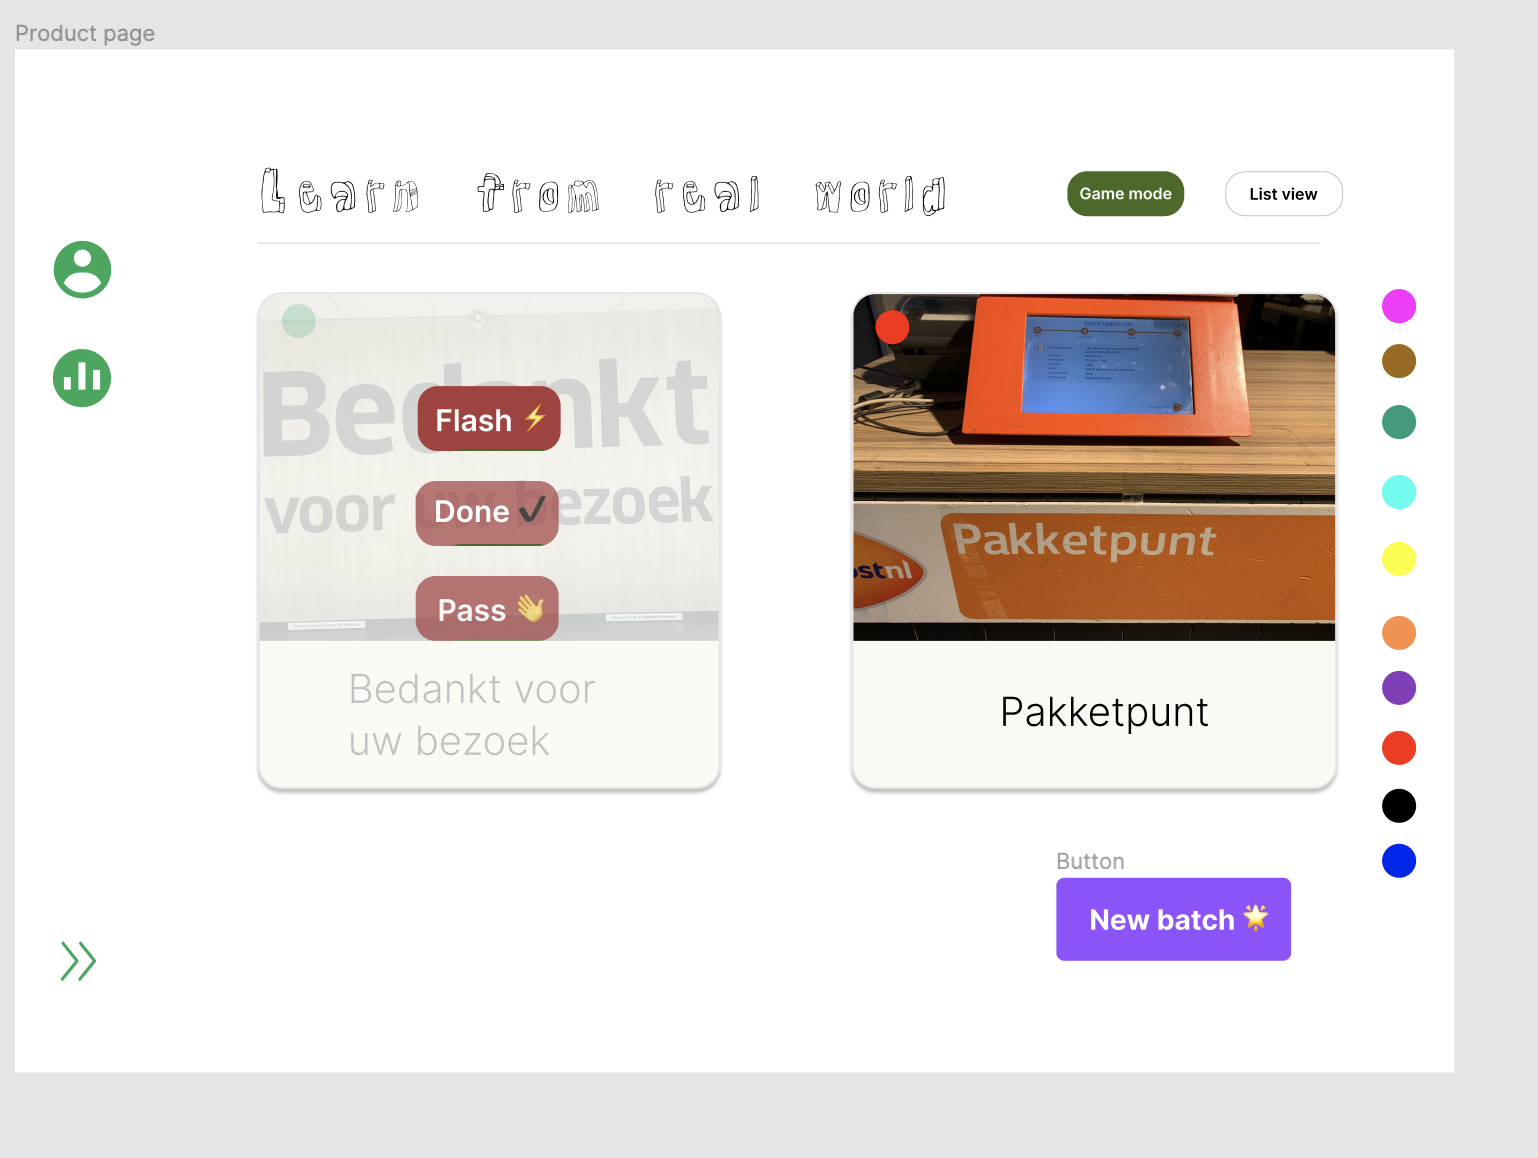 Product page
Learn from real world
Game mode
List view
Bedankt
voor uw bezoek
Flash ⚡
Done ✔
Pass 👋
Bedankt voor
uw bezoek
Pakketpunt
ostnl
Pakketpunt
Button
New batch 🌟